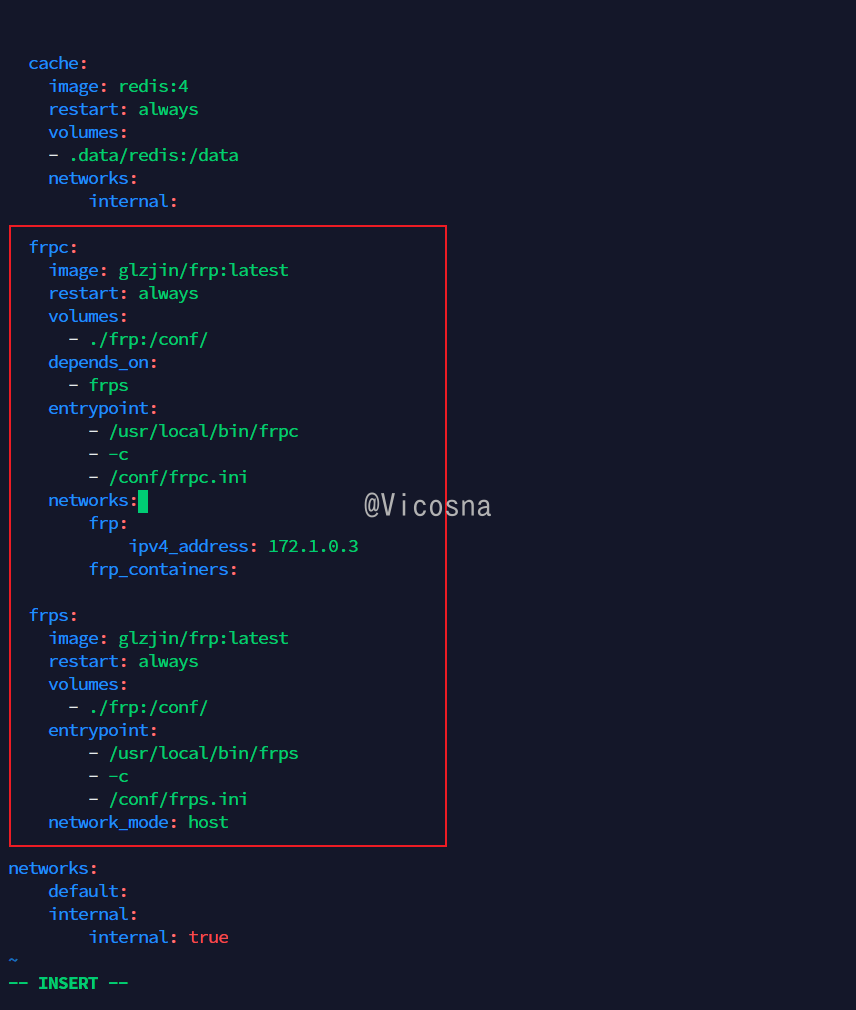 cache:
    image: redis:4
    restart: always
    volumes:
    - .data/redis:/data
    networks:
        internal:

  frpc:
    image: glzjin/frp:latest
    restart: always
    volumes:
      - ./frp:/conf/
    depends_on:
      - frps
    entrypoint:
        - /usr/local/bin/frpc
        - -c
        - /conf/frpc.ini
    networks:
        frp:
            ipv4_address: 172.1.0.3
        frp_containers:

  frps:
    image: glzjin/frp:latest
    restart: always
    volumes:
      - ./frp:/conf/
    entrypoint:
        - /usr/local/bin/frps
        - -c
        - /conf/frps.ini
    network_mode: host

networks:
    default:
    internal:
        internal: true
~
-- INSERT --
@Vicosna